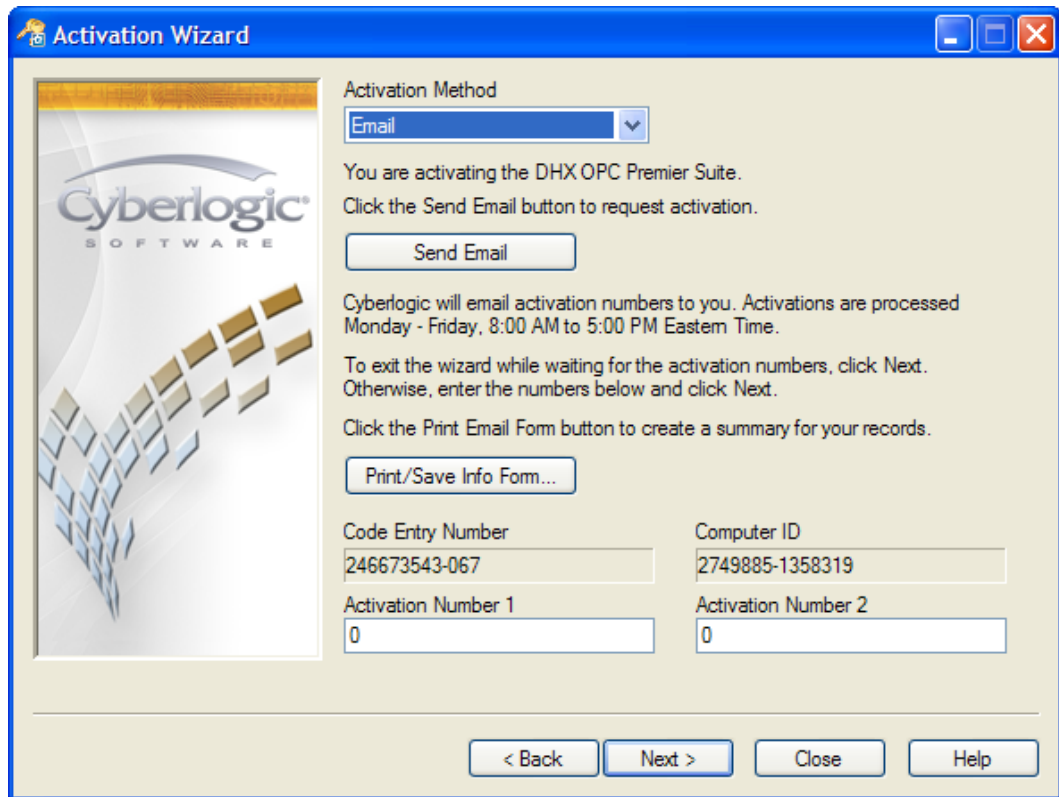 Activation Wizard
Cyberlogic®
SOFTWARE
Activation Method
Email
You are activating the DHX OPC Premier Suite.
Click the Send Email button to request activation.
Send Email
Cyberlogic will email activation numbers to you. Activations are processed
Monday - Friday, 8:00 AM to 5:00 PM Eastern Time.
To exit the wizard while waiting for the activation numbers, click Next.
Otherwise, enter the numbers below and click Next.
Click the Print Email Form button to create a summary for your records.
Print/Save Info Form...
Code Entry Number Computer ID
246673543-067 2749885-1358319
Activation Number 1 Activation Number 2
0 0
< Back Next > Close Help